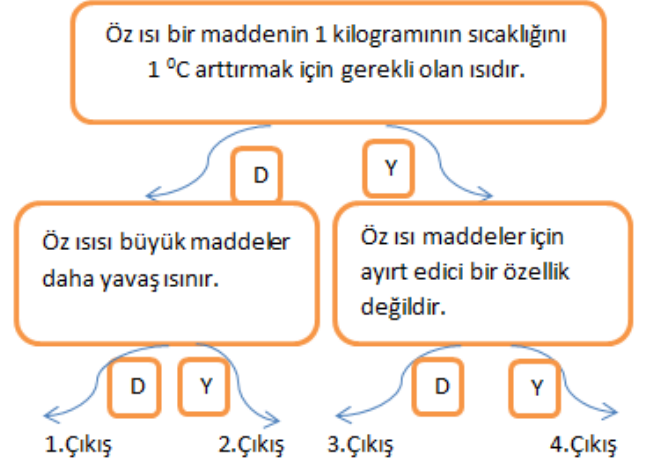 Öz ısı bir maddenin 1 kilogramının sıcaklığını
1 ⁰C arttırmak için gerekli olan ısıdır.
D
Y
Öz ısısı büyük maddeler
daha yavaş ısınır.
Öz ısı maddeler için
ayırt edici bir özellik
değildir.
D
Y
D
Y
1.Çıkış
2.Çıkış
3.Çıkış
4.Çıkış